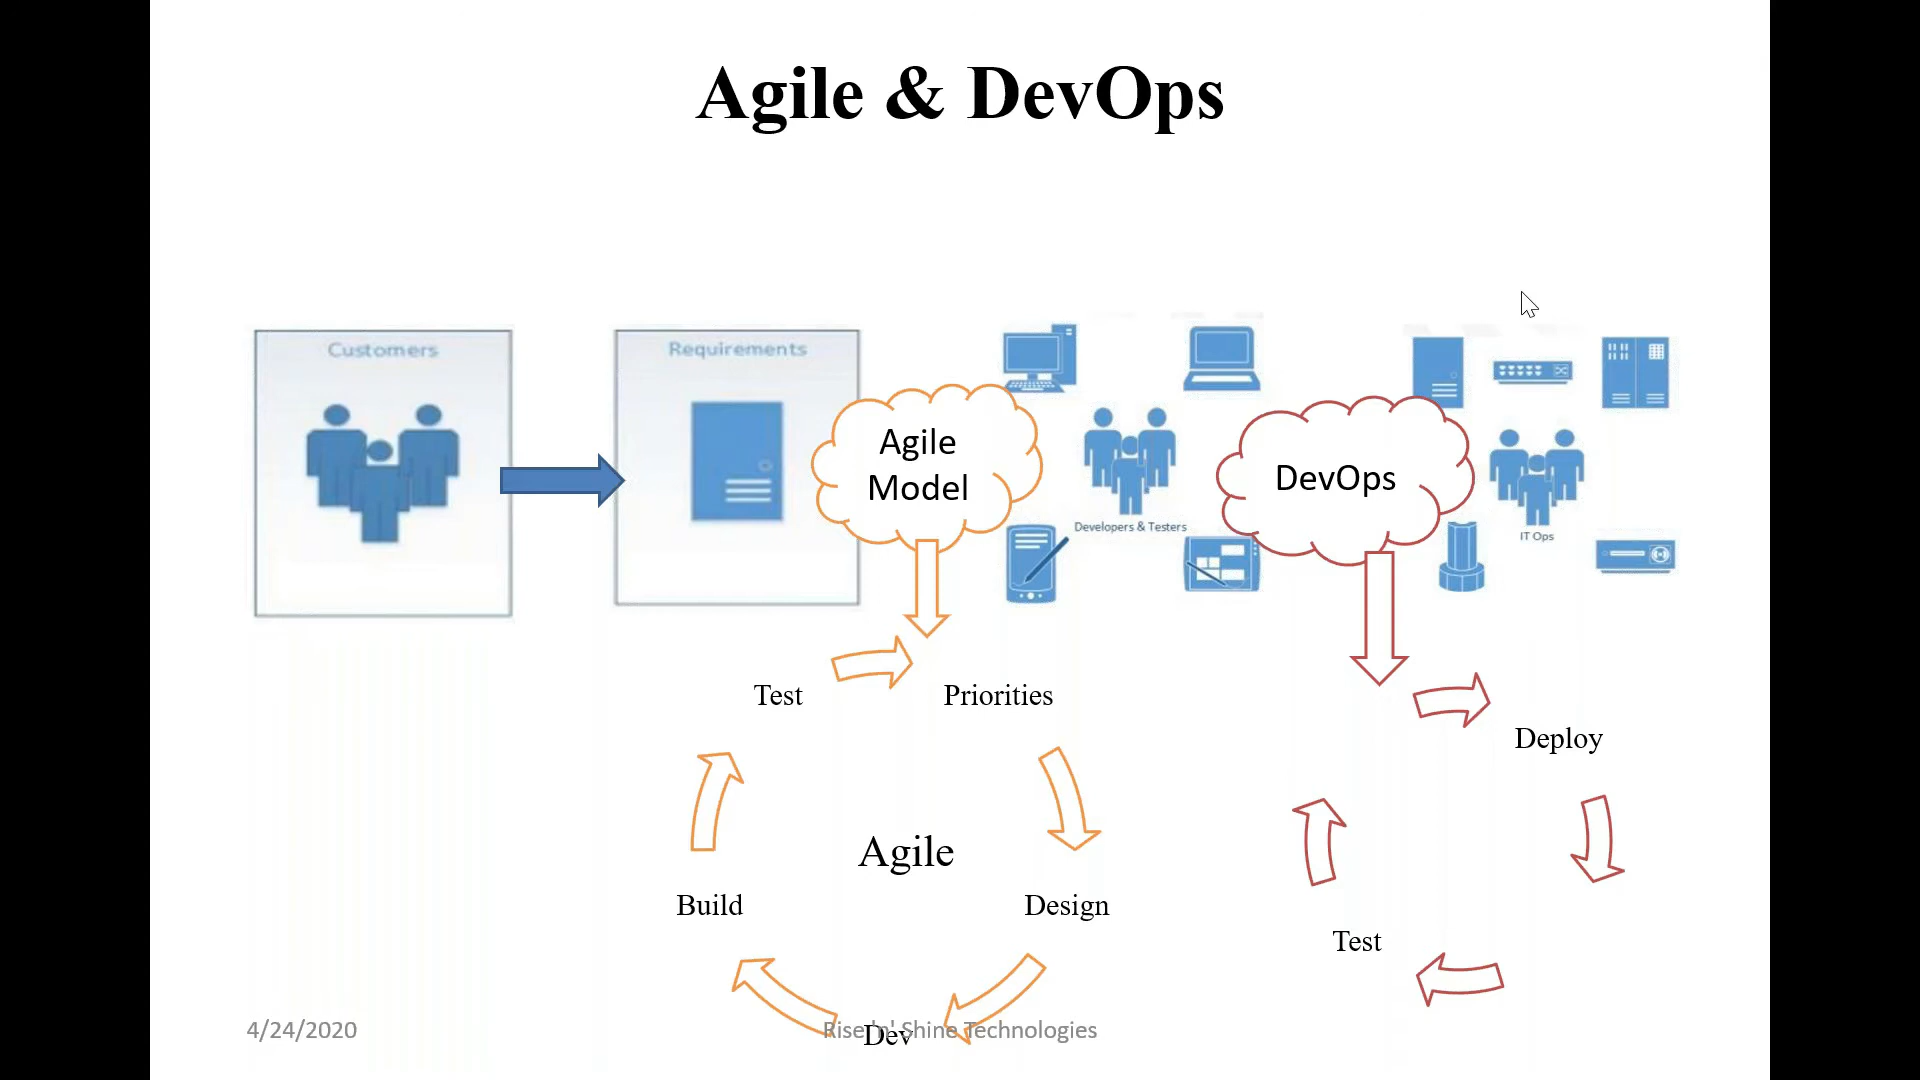 Agile & DevOps
Customers
Requirements
Agile
Model
Developers & Testers
DevOps
IT Ops
Test
Priorities
Deploy
Agile
Build
Design
Test
Dev
4/24/2020
Rise 'n' Shine Technologies